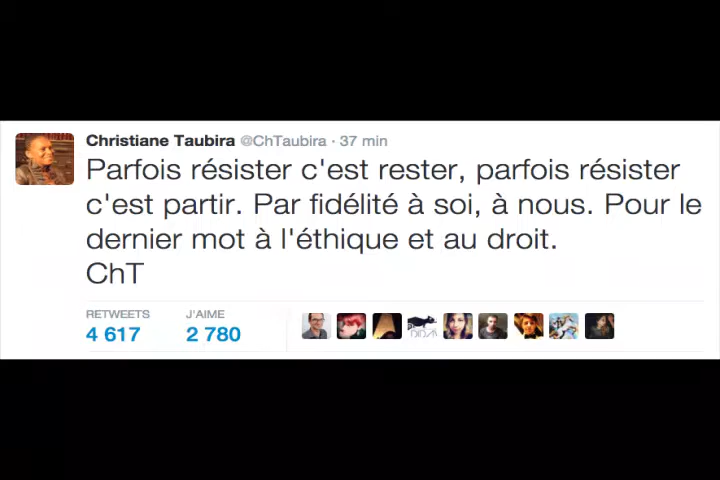 Christiane Taubira @ChTaubira · 37 min
Parfois résister c'est rester, parfois résister
c'est partir. Par fidélité à soi, à nous. Pour le
dernier mot à l'éthique et au droit.
ChT
RETWEETS J'AIME
4 617 2 780